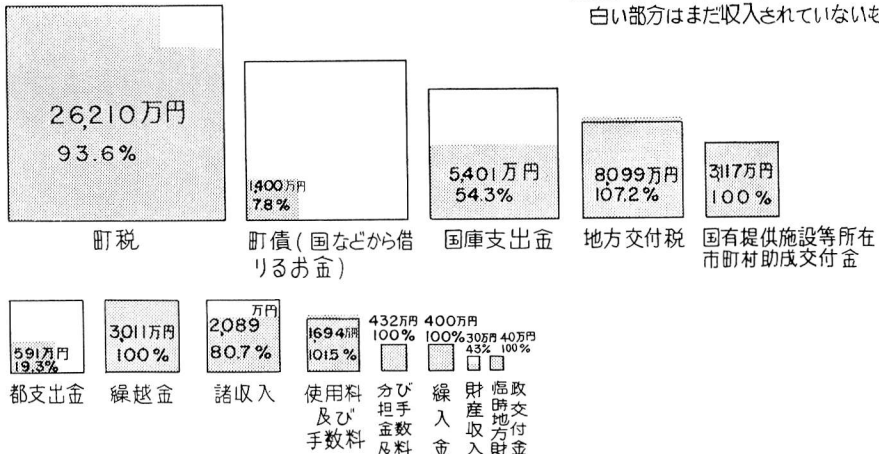 白い部分はまだ収入されていないも
26,210万円
93.6%
町税
1,400万円
7.8%
町債(国などから借
りるお金)
5,401万円
54.3%
国庫支出金
8,099万円
107.2%
地方交付税
3,117万円
100%
国有提供施設等所在
市町村助成交付金
591万円
19.3%
都支出金
3,011万円
100%
繰越金
万円
2,089
80.7%
諸収入
1,694万円
101.5%
使用料
及び
手数料
432万円
100%
分担金及
び手数料
400万円
100%
繰入金
30万円
43%
財産収入
40万円
100%
臨時地方財
政交付金